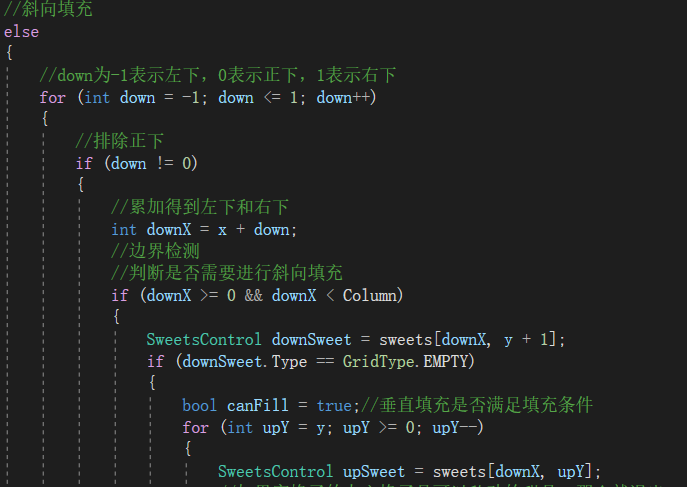 //斜向填充
else
{
//down为-1表示左下，0表示正下，1表示右下
for (int down = -1; down <= 1; down++)
{
//排除正下
if (down != 0)
{
//累加得到左下和右下
int downX = x + down;
//边界检测
//判断是否需要进行斜向填充
if (downX >= 0 && downX < Column)
{
SweetsControl downSweet = sweets[downX, y + 1];
if (downSweet.Type == GridType.EMPTY)
{
bool canFill = true;//垂直填充是否满足填充条件
for (int upY = y; upY >= 0; upY--)
{
SweetsControl upSweet = sweets[downX, upY];